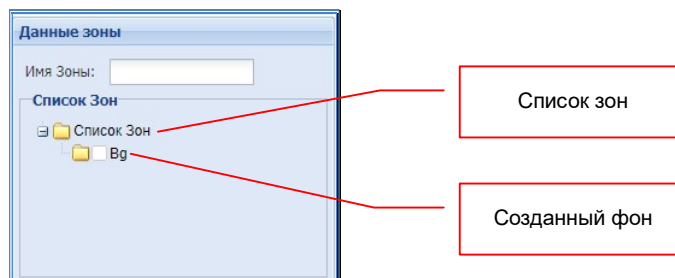 Данные зоны
Имя Зоны:
Список Зон
Список Зон
Bg
Список зон
Созданный фон